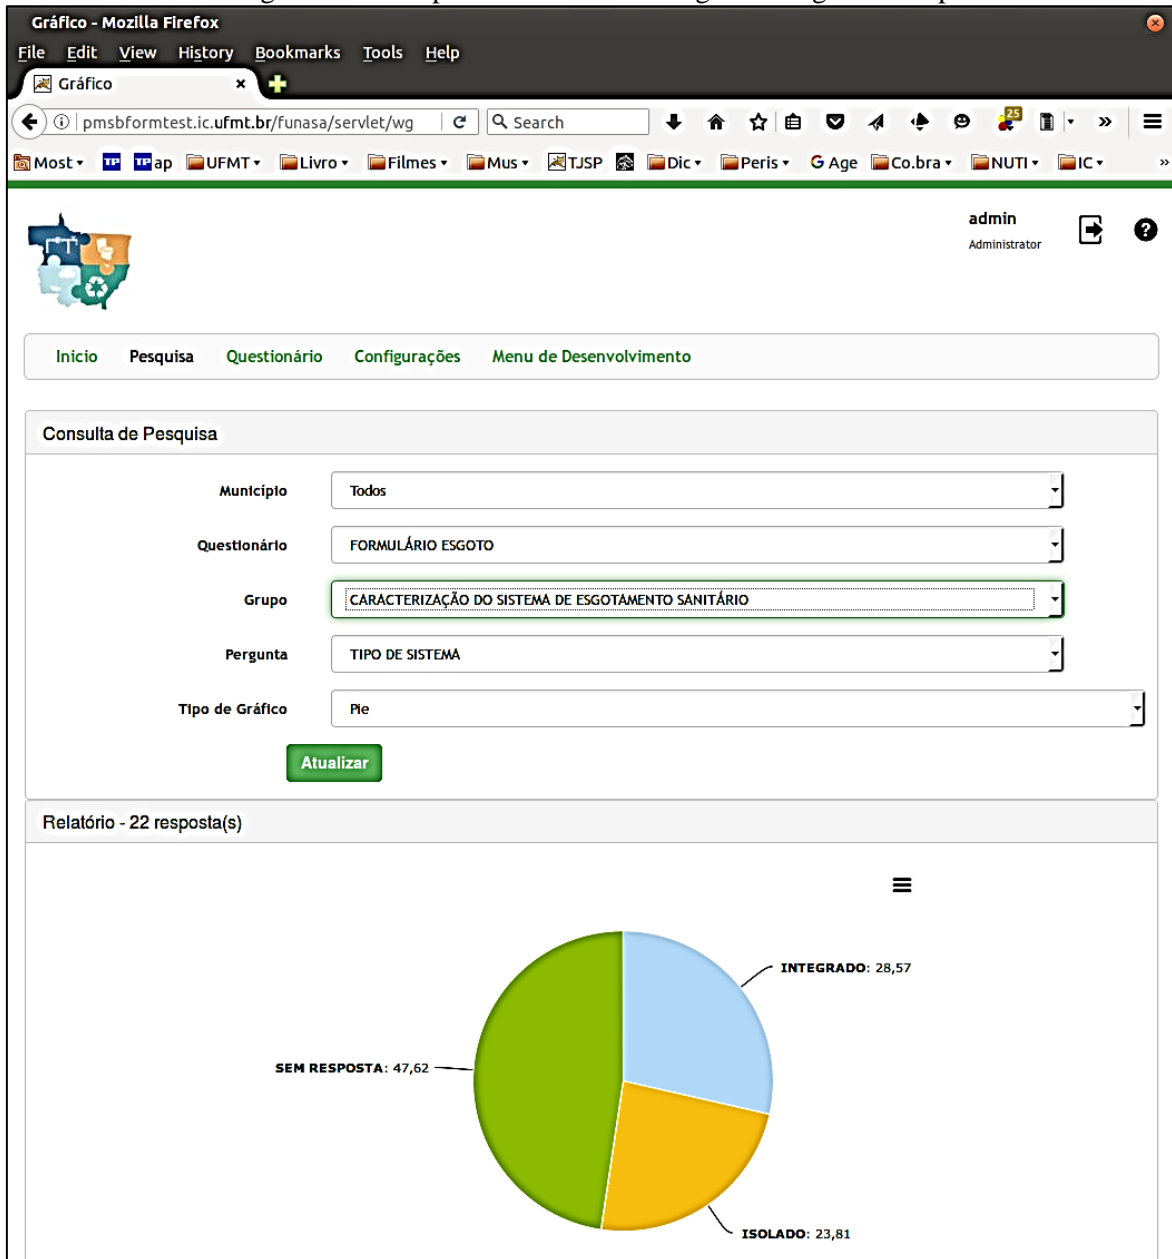 Gráfico - Mozilla Firefox
File Edit View History Bookmarks Tools Help
Gráfico
pmsbformtest.ic.ufmt.br/funasa/servlet/wg Search 25
Most TP TP ap UFMT Livro Filmes Mus TJSP Dic Peris G Age Co.bra NUTI IC »
admin
Administrator
Inicio Pesquisa Questionário Configurações Menu de Desenvolvimento
Consulta de Pesquisa
Município Todos
Questionário FORMULÁRIO ESGOTO
Grupo CARACTERIZAÇÃO DO SISTEMA DE ESGOTAMENTO SANITÁRIO
Pergunta TIPO DE SISTEMA
Tipo de Gráfico Pie
Atualizar
Relatório - 22 resposta(s)
INTEGRADO: 28,57
SEM RESPOSTA: 47,62
ISOLADO: 23,81